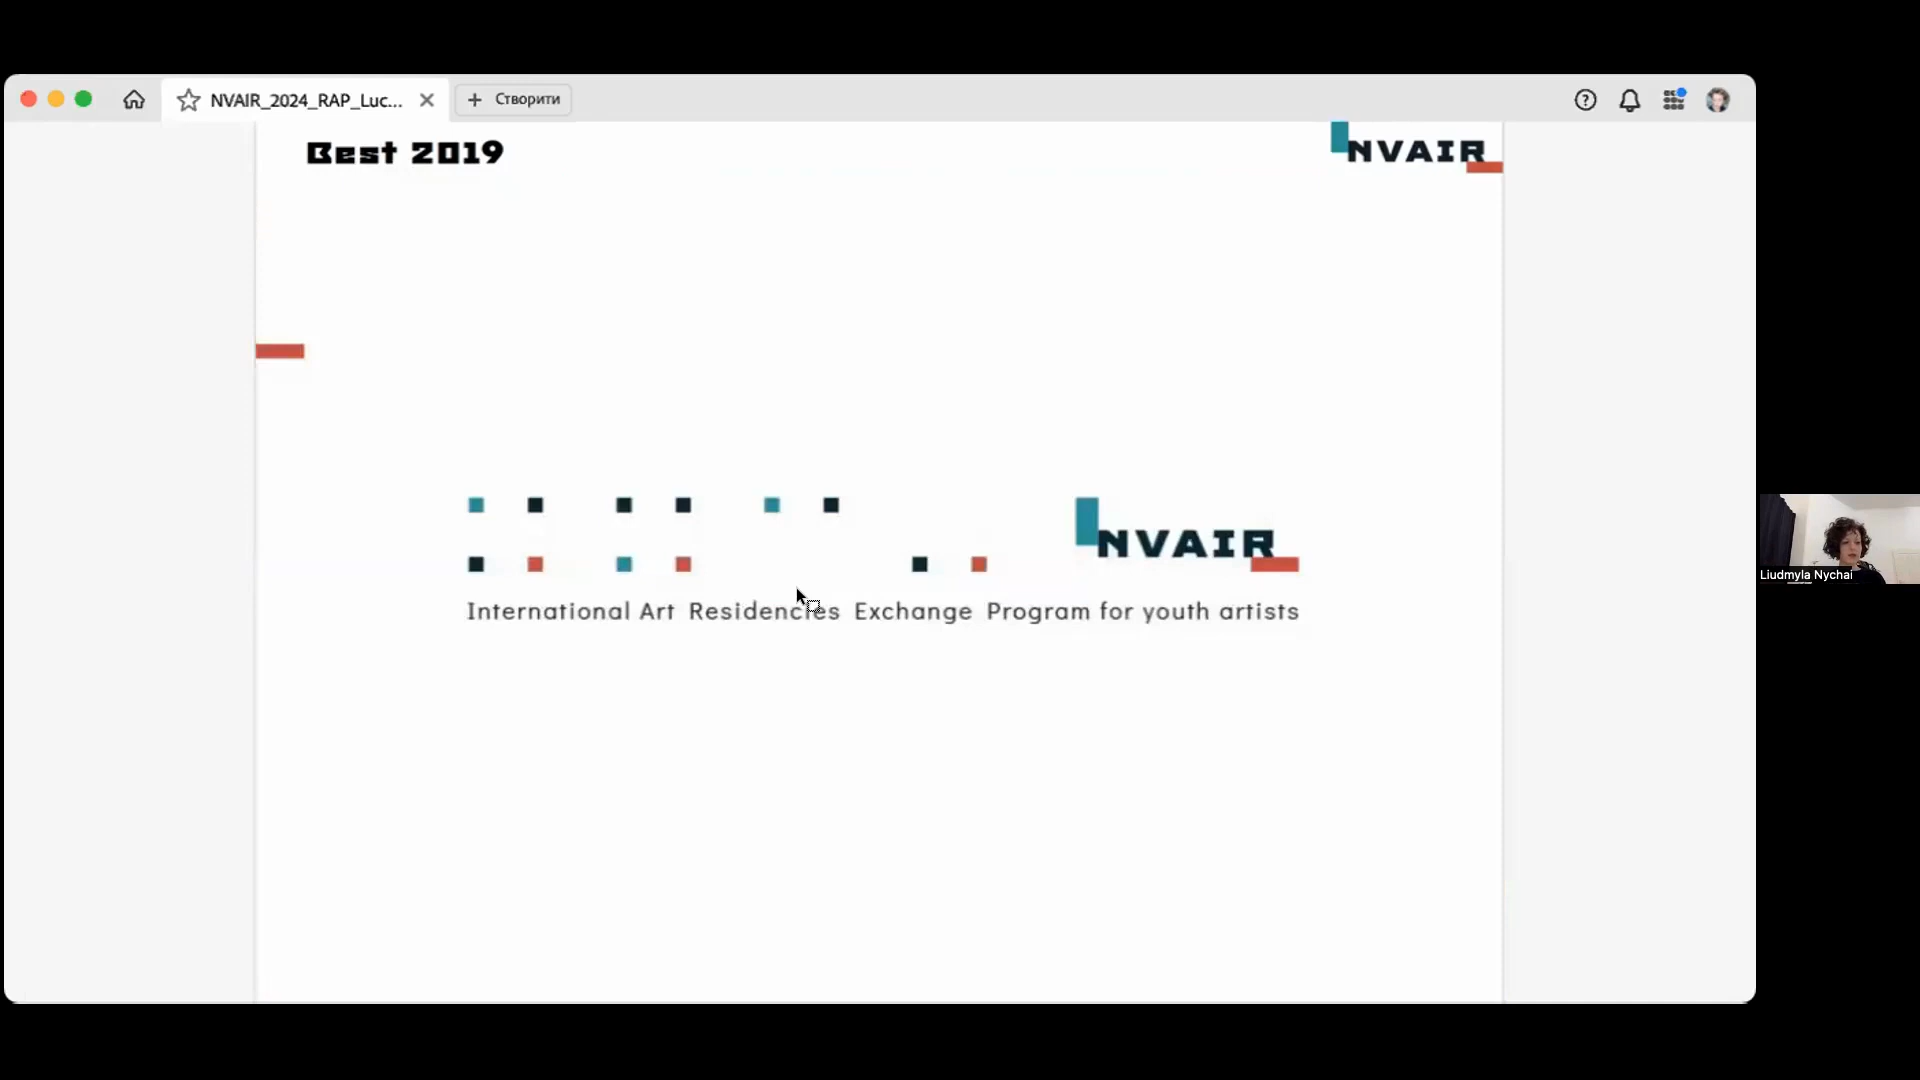 NVAIR_2024_RAP_Luc...
Створити
Best 2019
NVAIR
NVAIR
International Art Residencies Exchange Program for youth artists
Liudmyla Nychai